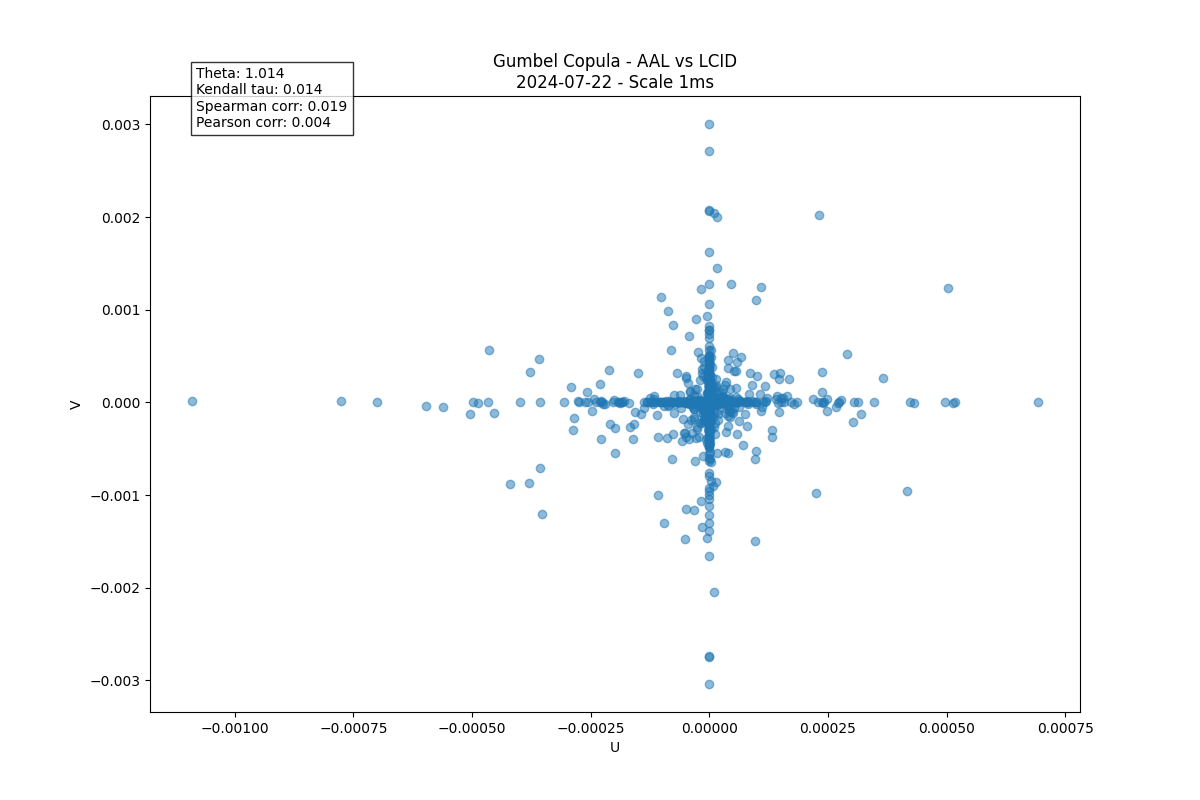 Gumbel Copula - AAL vs LCID
2024-07-22 - Scale 1ms
Theta: 1.014
Kendall tau: 0.014
Spearman corr: 0.019
Pearson corr: 0.004
0.003
0.002
0.001
0.000
−0.001
−0.002
−0.003
V
−0.00100 −0.00075 −0.00050 −0.00025 0.00000 0.00025 0.00050 0.00075
U